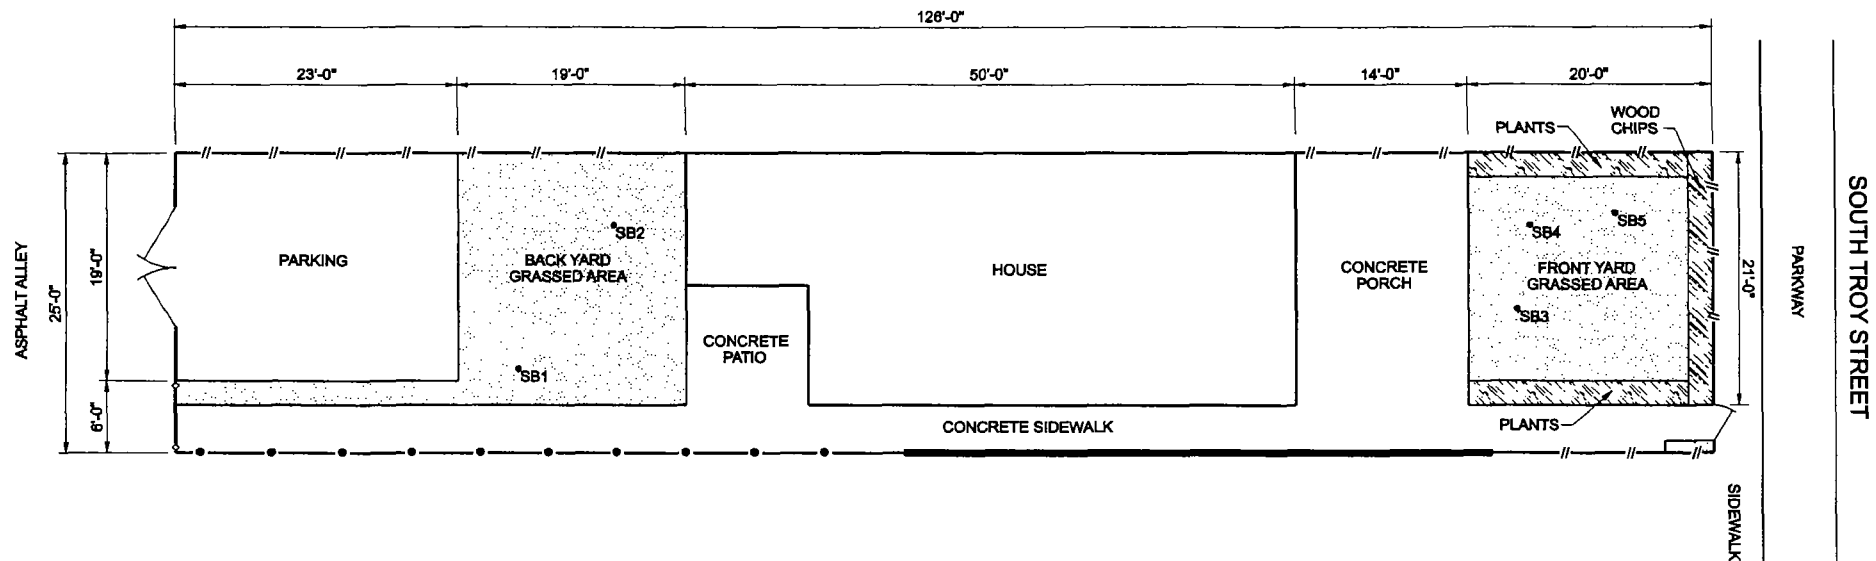 126'-0"
23'-0"
19'-0"
50'-0"
14'-0"
20'-0"
PLANTS
WOOD
CHIPS
ASPHALT ALLEY
25'-0"
19'-0"
6'-0"
PARKING
SB2
BACK YARD
GRASSED AREA
SB1
CONCRETE
PATIO
HOUSE
CONCRETE
PORCH
SB4
SB5
FRONT YARD
GRASSED AREA
SB3
21'-0"
PARKWAY
SOUTH TROY STREET
CONCRETE SIDEWALK
PLANTS
SIDEWALK